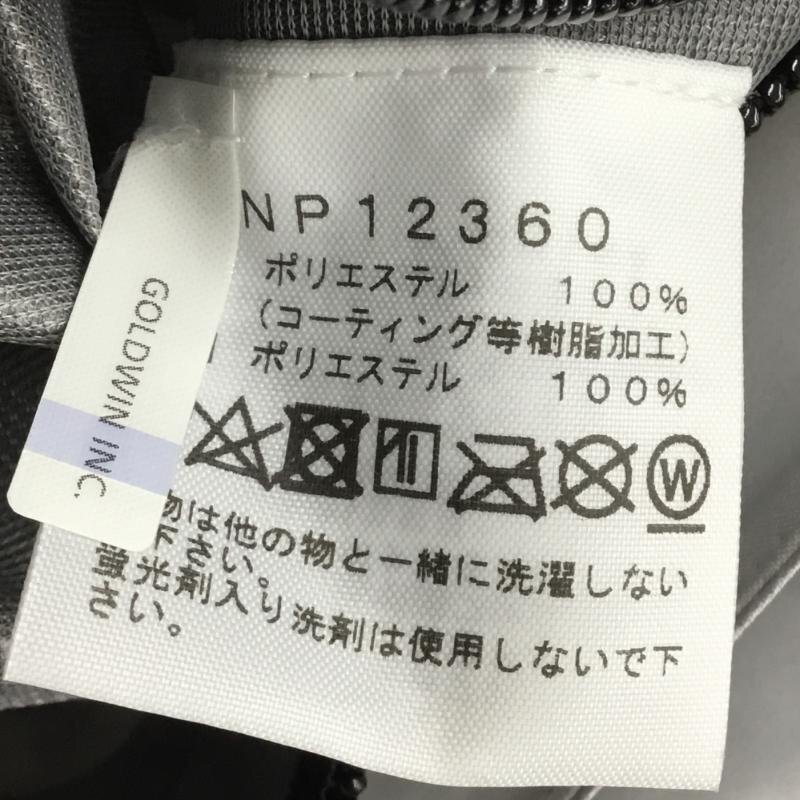 NP12360
ポリエステル 100%
(コーティング等樹脂加工)
ポリエステル 100%
W
物は他の物と一緒に洗濯しない
下さい。
蛍光剤入り洗剤は使用しないで下
さい。
GOLDWIN INC.